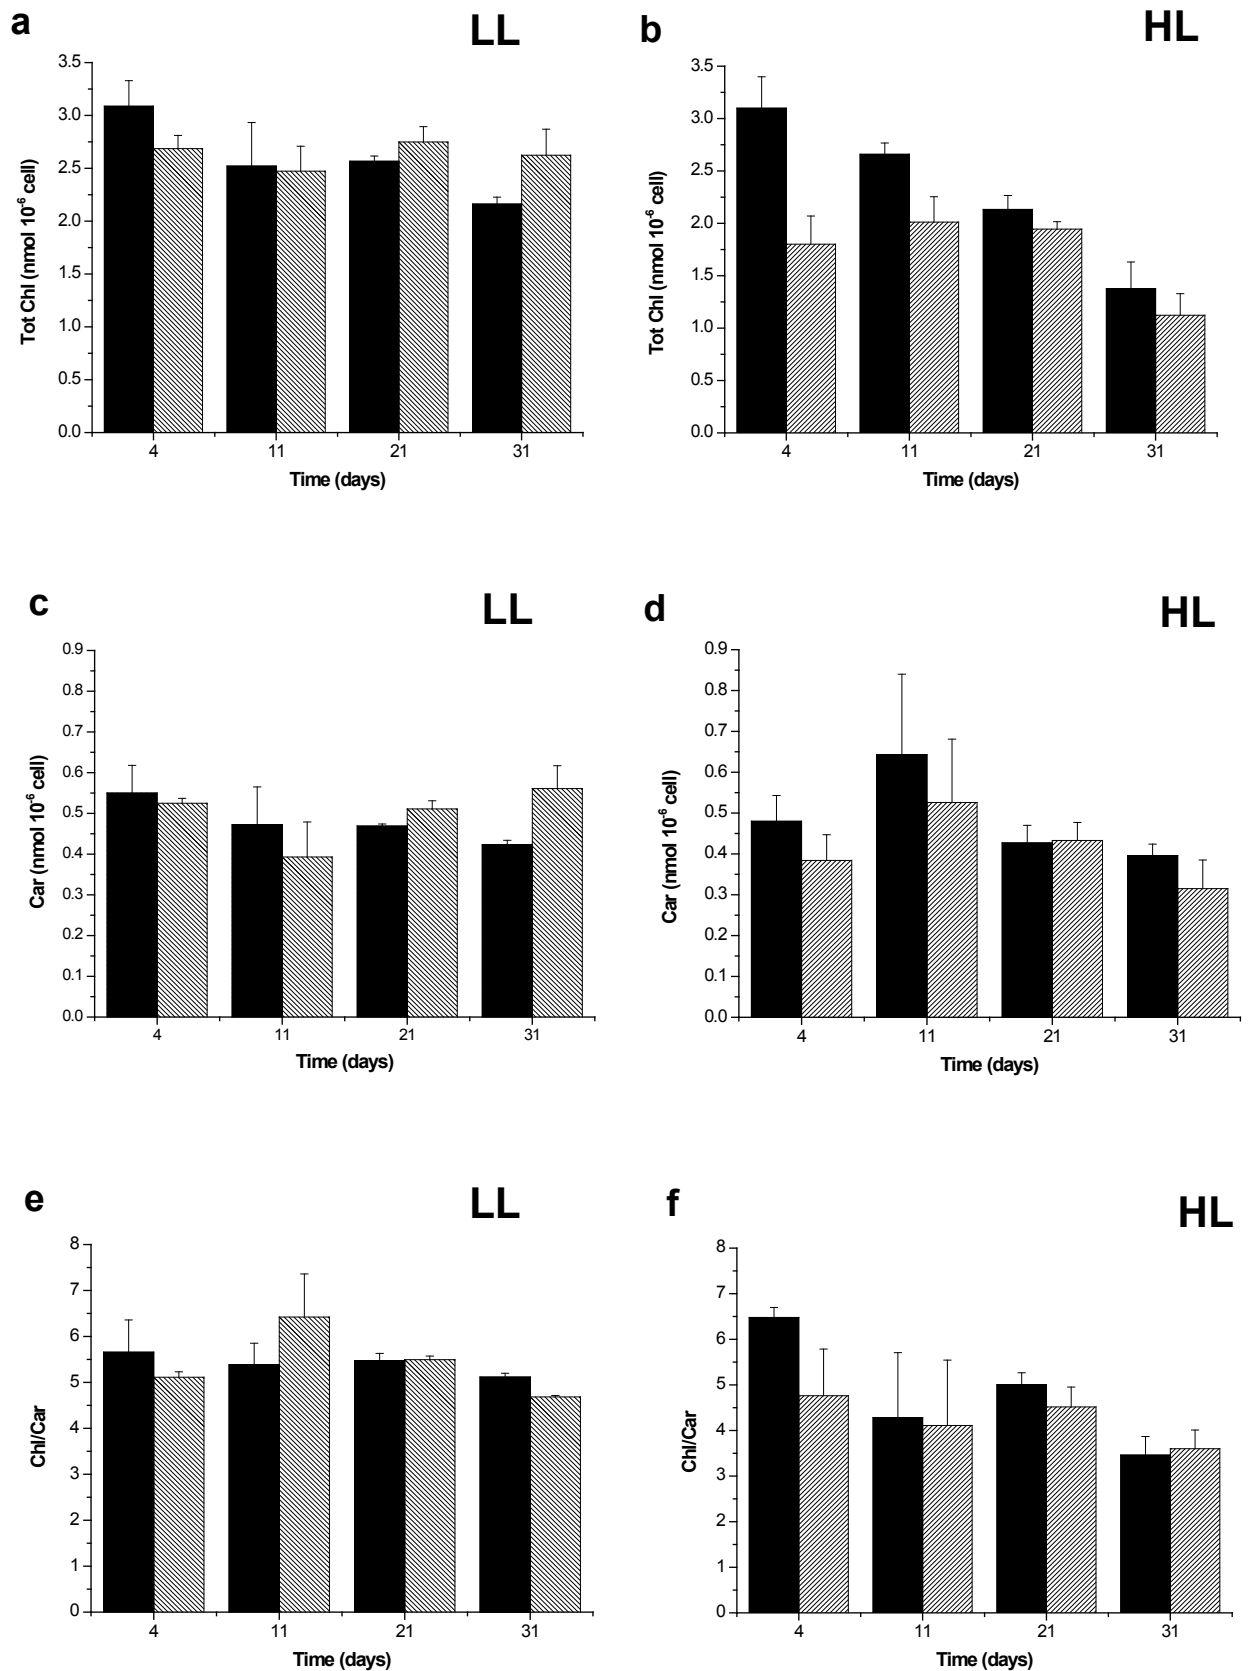 a
LL
3.5
3.0
2.5
2.0
1.5
1.0
0.5
0.0
Tot Chl (nmol 10⁻⁶ cell)
4 11 21 31
Time (days)
b
HL
3.5
3.0
2.5
2.0
1.5
1.0
0.5
0.0
Tot Chl (nmol 10⁻⁶ cell)
4 11 21 31
Time (days)
c
LL
0.9
0.8
0.7
0.6
0.5
0.4
0.3
0.2
0.1
0.0
Car (nmol 10⁻⁶ cell)
4 11 21 31
Time (days)
d
HL
0.9
0.8
0.7
0.6
0.5
0.4
0.3
0.2
0.1
0.0
Car (nmol 10⁻⁶ cell)
4 11 21 31
Time (days)
e
LL
8
7
6
5
4
3
2
1
0
Chl/Car
4 11 21 31
Time (days)
f
HL
8
7
6
5
4
3
2
1
0
Chl/Car
4 11 21 31
Time (days)